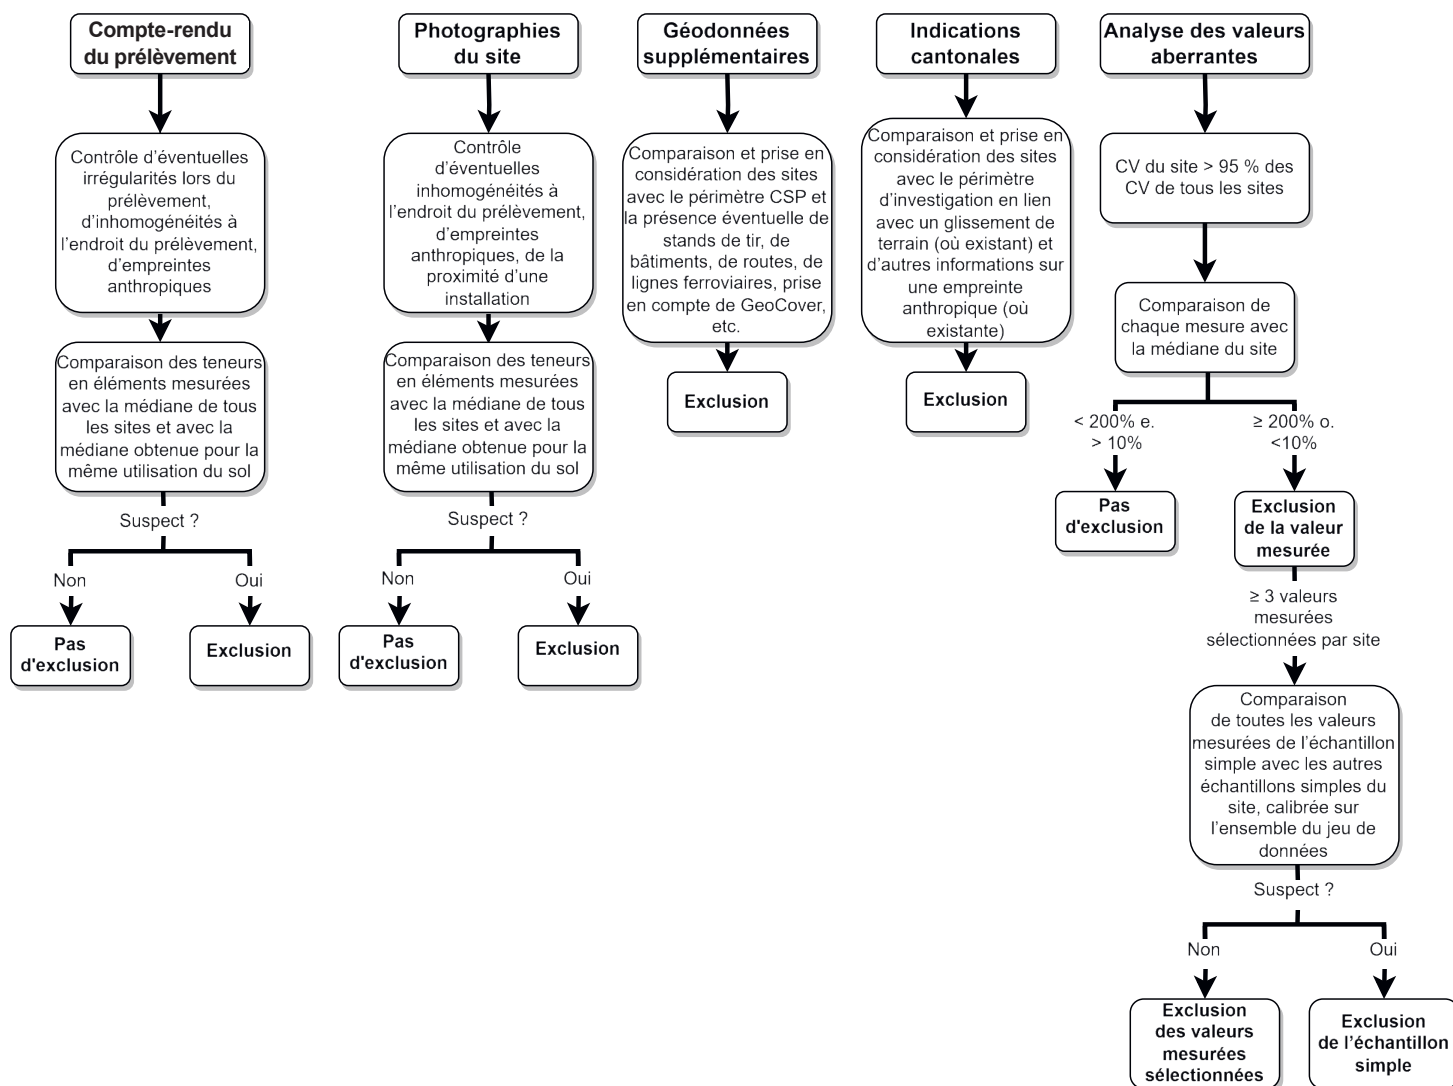 Compte-rendu
du prélèvement
Contrôle d'éventuelles
irrégularités lors du
prélèvement,
d'inhomogénéités à
l'endroit du prélèvement,
d'empreintes
anthropiques
Comparaison des teneurs
en éléments mesurées
avec la médiane de tous
les sites et avec la
médiane obtenue pour la
même utilisation du sol
Suspect ?
Non
Oui
Pas
d'exclusion
Exclusion
Photographies
du site
Contrôle
d'éventuelles
inhomogénéités à
l'endroit du prélèvement,
d'empreintes
anthropiques, de la
proximité d'une
installation
Comparaison des teneurs
en éléments mesurées
avec la médiane de tous
les sites et avec la
médiane obtenue pour la
même utilisation du sol
Suspect ?
Non
Oui
Pas
d'exclusion
Exclusion
Géodonnées
supplémentaires
Comparaison et prise en
considération des sites
avec le périmètre CSP et
la présence éventuelle de
stands de tir, de
bâtiments, de routes, de
lignes ferroviaires, prise
en compte de GeoCover,
etc.
Exclusion
Indications
cantonales
Comparaison et prise en
considération des sites
avec le périmètre
d'investigation en lien
avec un glissement de
terrain (où existant) et
d'autres informations sur
une empreinte
anthropique (où
existante)
Exclusion
Analyse des valeurs
aberrantes
CV du site > 95 % des
CV de tous les sites
Comparaison de
chaque mesure avec
la médiane du site
< 200% e.
> 10%
≥ 200% o.
<10%
Pas
d'exclusion
Exclusion
de la valeur
mesurée
≥ 3 valeurs
mesurées
sélectionnées par site
Comparaison
de toutes les valeurs
mesurées de l'échantillon
simple avec les autres
échantillons simples du
site, calibrée sur
l'ensemble du jeu de
données
Suspect ?
Non
Oui
Exclusion
des valeurs
mesurées
sélectionnées
Exclusion
de l'échantillon
simple